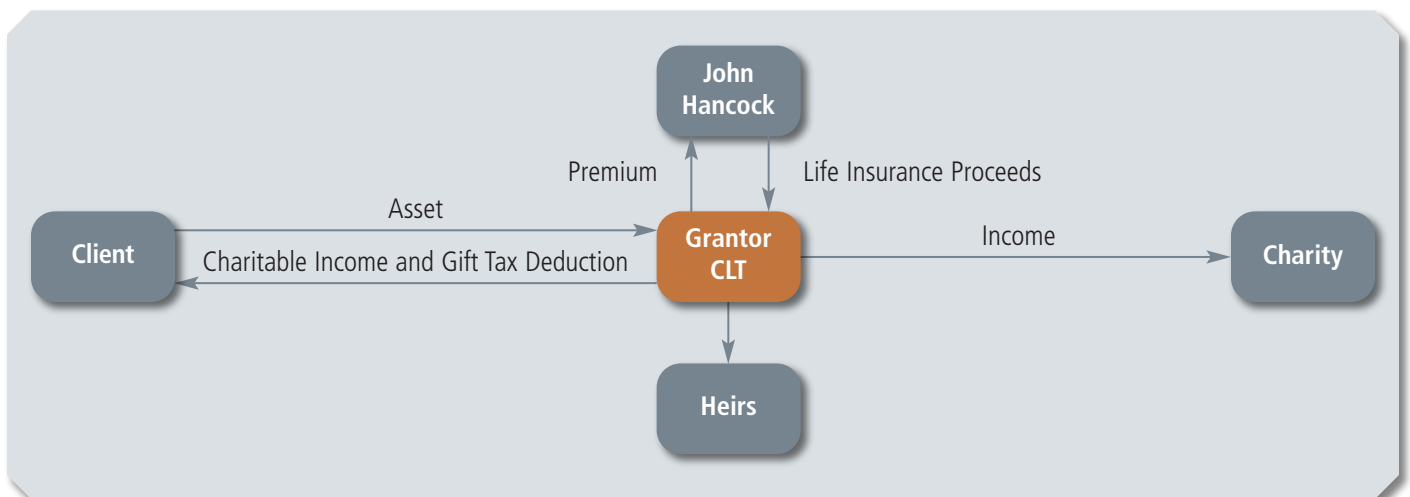 John
Hancock
Premium
Life Insurance Proceeds
Asset
Client
Grantor
CLT
Income
Charity
Charitable Income and Gift Tax Deduction
Heirs